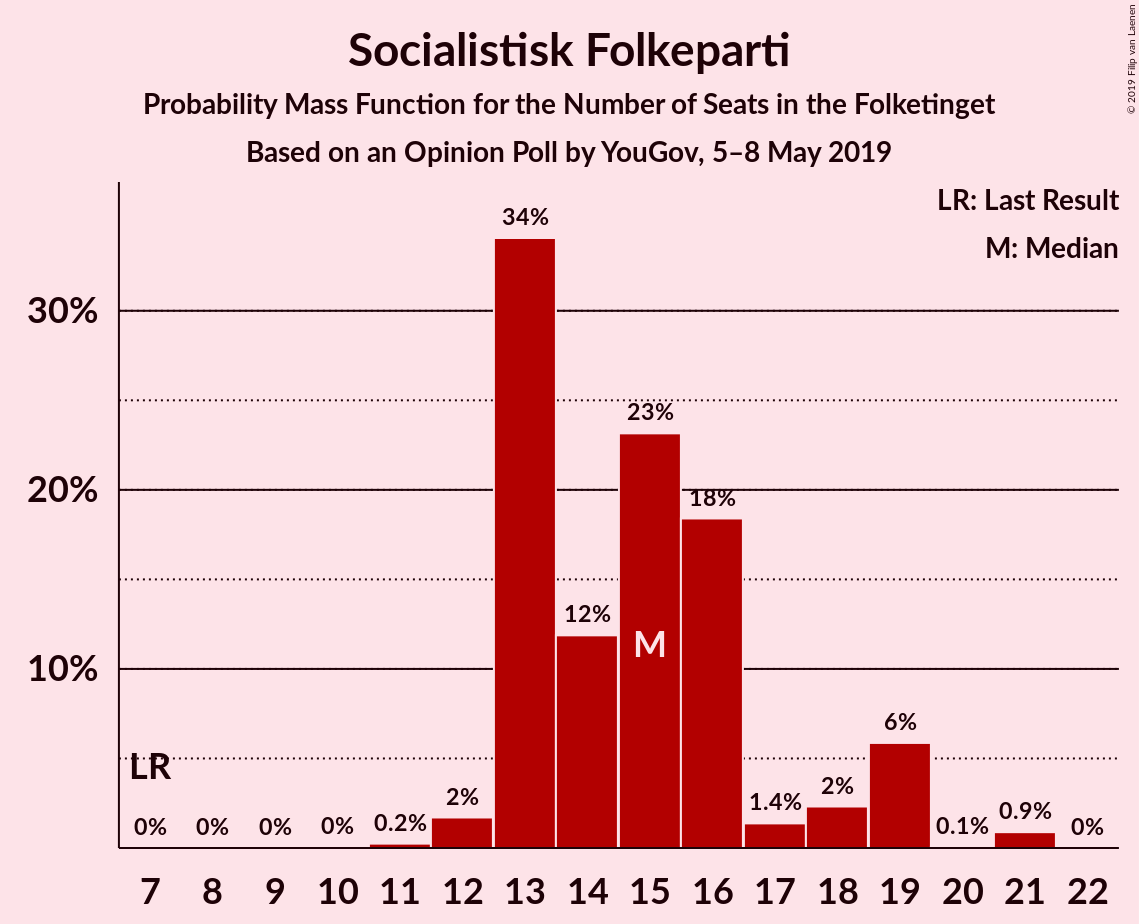 Socialistisk Folkeparti
Probability Mass Function for the Number of Seats in the Folketinget
Based on an Opinion Poll by YouGov, 5–8 May 2019
© 2019 Filip van Laenen
LR: Last Result
M: Median
30%
20%
10%
34%
23%
18%
12%
M
6%
LR
0%
0%
0%
0%
0.2%
2%
1.4%
2%
0.1%
0.9%
0%
7 8 9 10 11 12 13 14 15 16 17 18 19 20 21 22